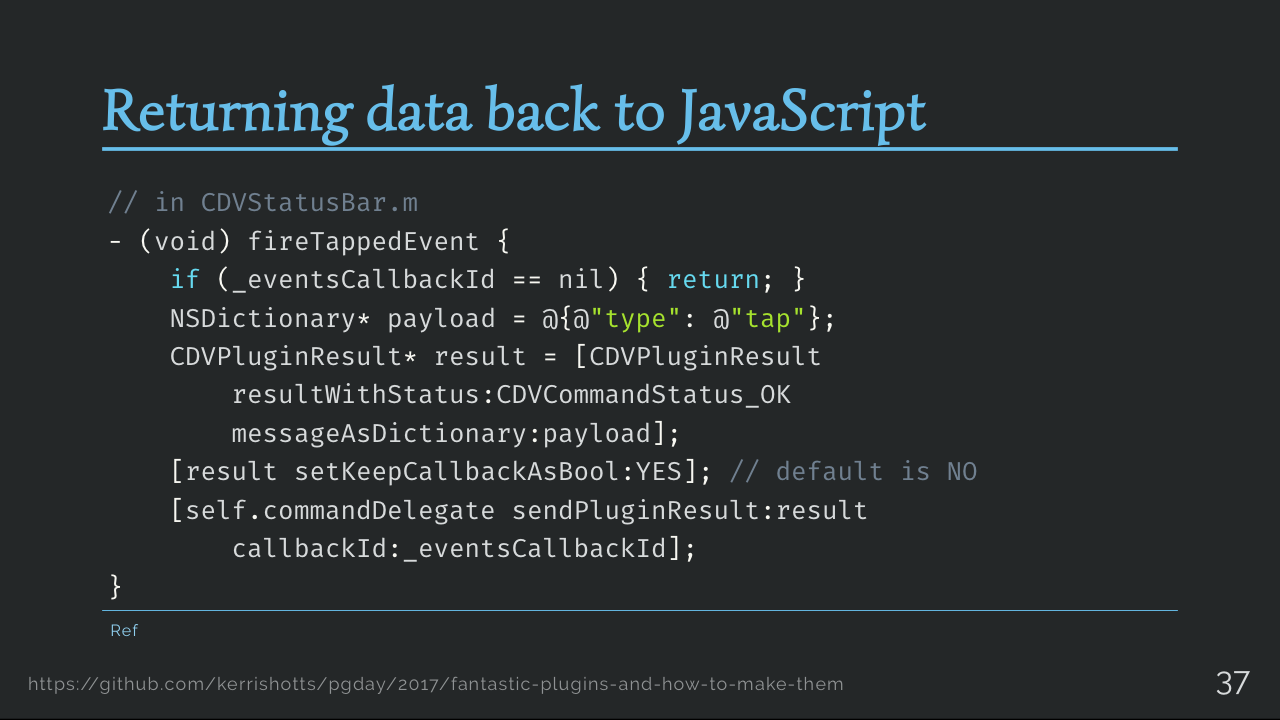 Returning data back to JavaScript
// in CDVStatusBar.m
- (void) fireTappedEvent {
    if (_eventsCallbackId == nil) { return; }
    NSDictionary* payload = @{@"type": @"tap"};
    CDVPluginResult* result = [CDVPluginResult
        resultWithStatus:CDVCommandStatus_OK
        messageAsDictionary:payload];
    [result setKeepCallbackAsBool:YES]; // default is NO
    [self.commandDelegate sendPluginResult:result
        callbackId:_eventsCallbackId];
}
Ref
https://github.com/kerrishotts/pgday/2017/fantastic-plugins-and-how-to-make-them
37